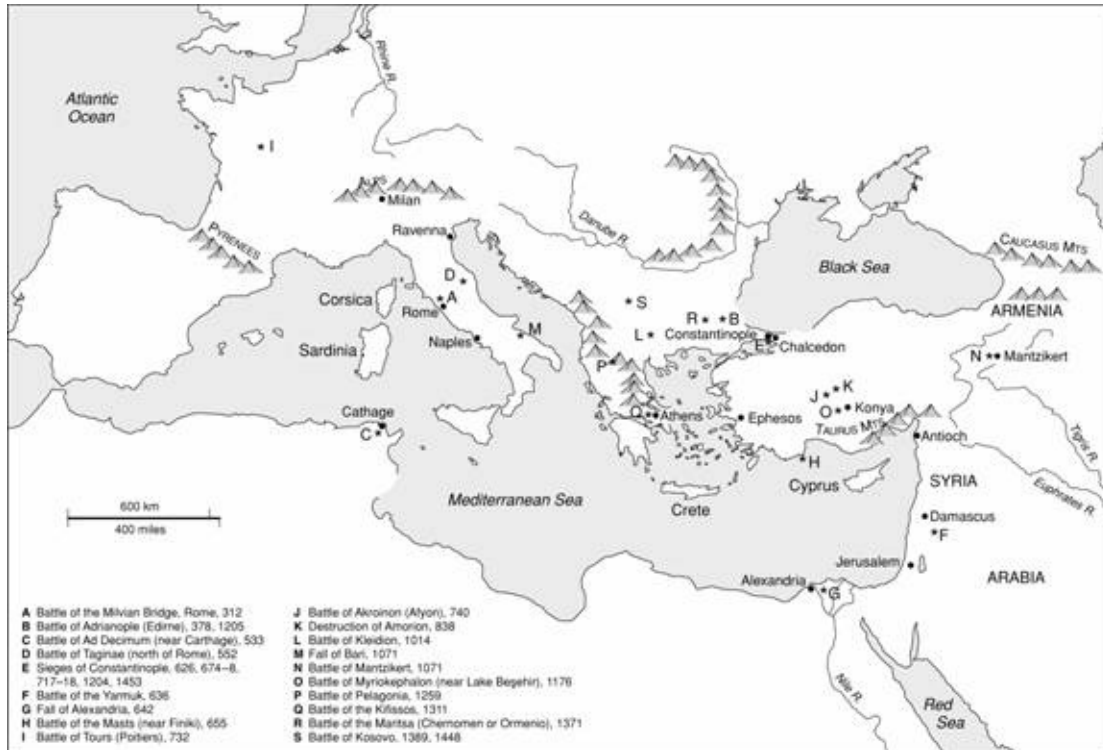 Atlantic
Ocean
Rhine R.
I
ALPS
Milan
PYRENEES
Ravenna
Danube R.
Black Sea
CAUCASUS MTS
ARMENIA
D
Corsica
A
Rome
S
R
B
Constantinople
L
E
Chalcedon
Sardinia
Naples
M
N
Mantzikert
P
K
J
O
Konya
Cathage
C
Q
Athens
Ephesos
TAURUS MTS
Antioch
Tigris R.
H
SYRIA
Cyprus
Euphrates R.
Mediterranean Sea
Crete
600 km
400 miles
Damascus
F
Jerusalem
ARABIA
Alexandria
G
Nile R.
Red
Sea
A Battle of the Milvian Bridge, Rome, 312
B Battle of Adrianople (Edirne), 378, 1205
C Battle of Ad Decimum (near Carthage), 533
D Battle of Taginae (north of Rome), 552
E Sieges of Constantinople, 626, 674–8,
717–18, 1204, 1453
F Battle of the Yarmuk, 636
G Fall of Alexandria, 642
H Battle of the Masts (near Finiki), 655
I Battle of Tours (Poitiers), 732
J Battle of Akroinon (Afyon), 740
K Destruction of Amorion, 838
L Battle of Kleidion, 1014
M Fall of Bari, 1071
N Battle of Mantzikert, 1071
O Battle of Myriokephalon (near Lake Beşehir), 1176
P Battle of Pelagonia, 1259
Q Battle of the Kifissos, 1311
R Battle of the Maritsa (Chernomen or Ormenio), 1371
S Battle of Kosovo, 1389, 1448